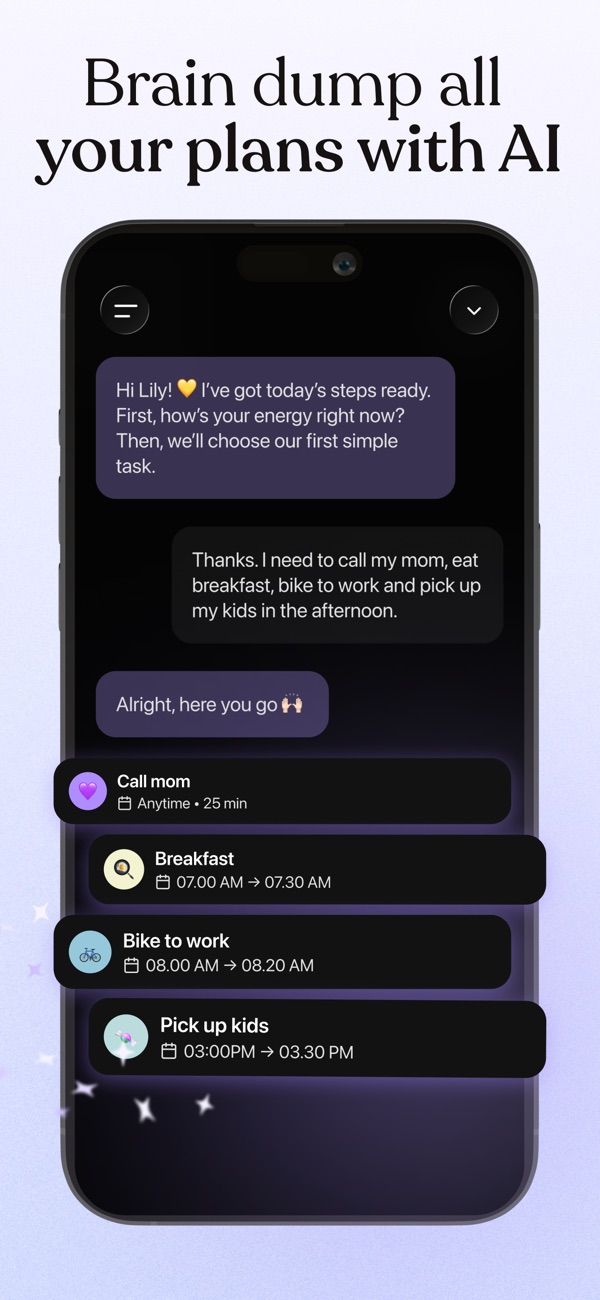 Brain dump all
your plans with AI
Hi Lily! 💛 I've got today's steps ready.
First, how's your energy right now?
Then, we'll choose our first simple
task.
Thanks. I need to call my mom, eat
breakfast, bike to work and pick up
my kids in the afternoon.
Alright, here you go 🙌🏻
Call mom
Anytime • 25 min
Breakfast
07.00 AM → 07.30 AM
Bike to work
08.00 AM → 08.20 AM
Pick up kids
03:00PM → 03.30 PM